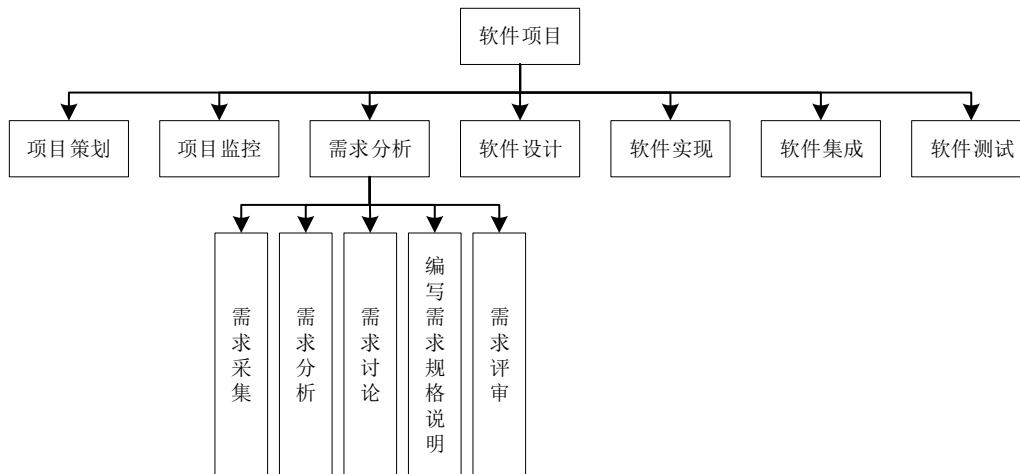 软件项目
项目策划
项目监控
需求分析
软件设计
软件实现
软件集成
软件测试
需求采集
需求分析
需求讨论
编写需求规格说明
需求评审